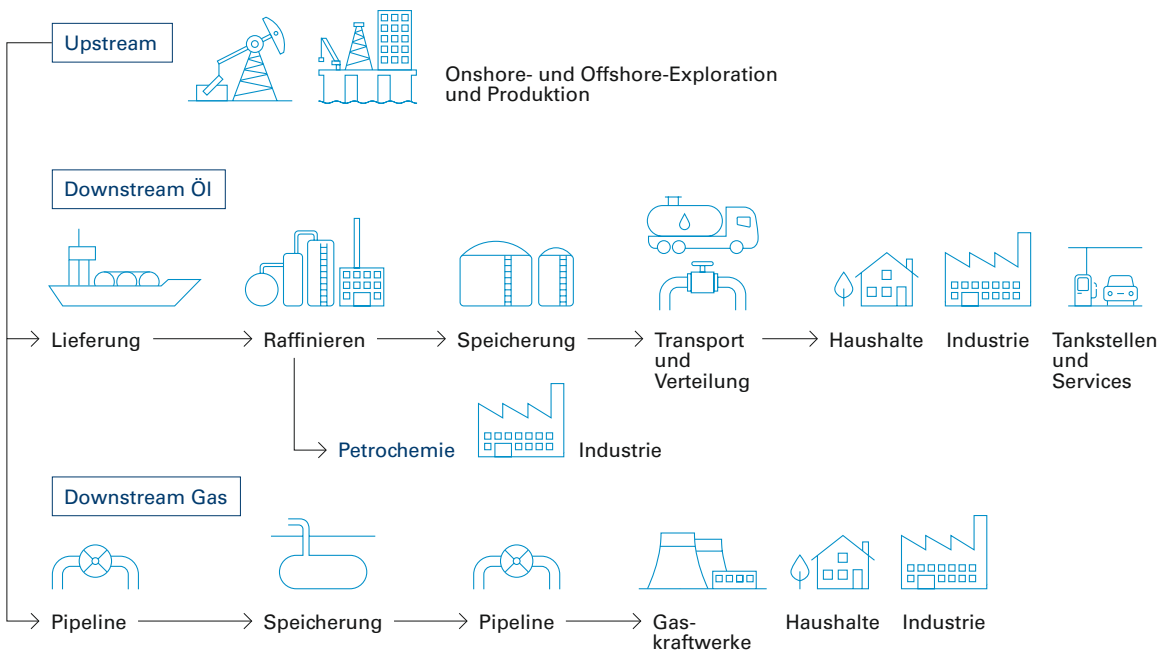 Upstream
Onshore- und Offshore-Exploration
und Produktion
Downstream Öl
Lieferung
Raffinieren
Speicherung
Transport
und
Verteilung
Haushalte
Industrie
Tankstellen
und
Services
Petrochemie
Industrie
Downstream Gas
Pipeline
Speicherung
Pipeline
Gas-
kraftwerke
Haushalte
Industrie